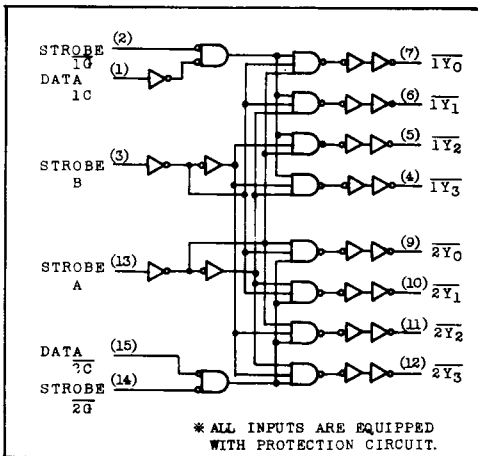 STROBE (2)
1G
DATA (1)
1C
STROBE (3)
B
STROBE (13)
A
DATA (15)
2C
STROBE (14)
2G
(7) 1Y0
(6) 1Y1
(5) 1Y2
(4) 1Y3
(9) 2Y0
(10) 2Y1
(11) 2Y2
(12) 2Y3
* ALL INPUTS ARE EQUIPPED
WITH PROTECTION CIRCUIT.